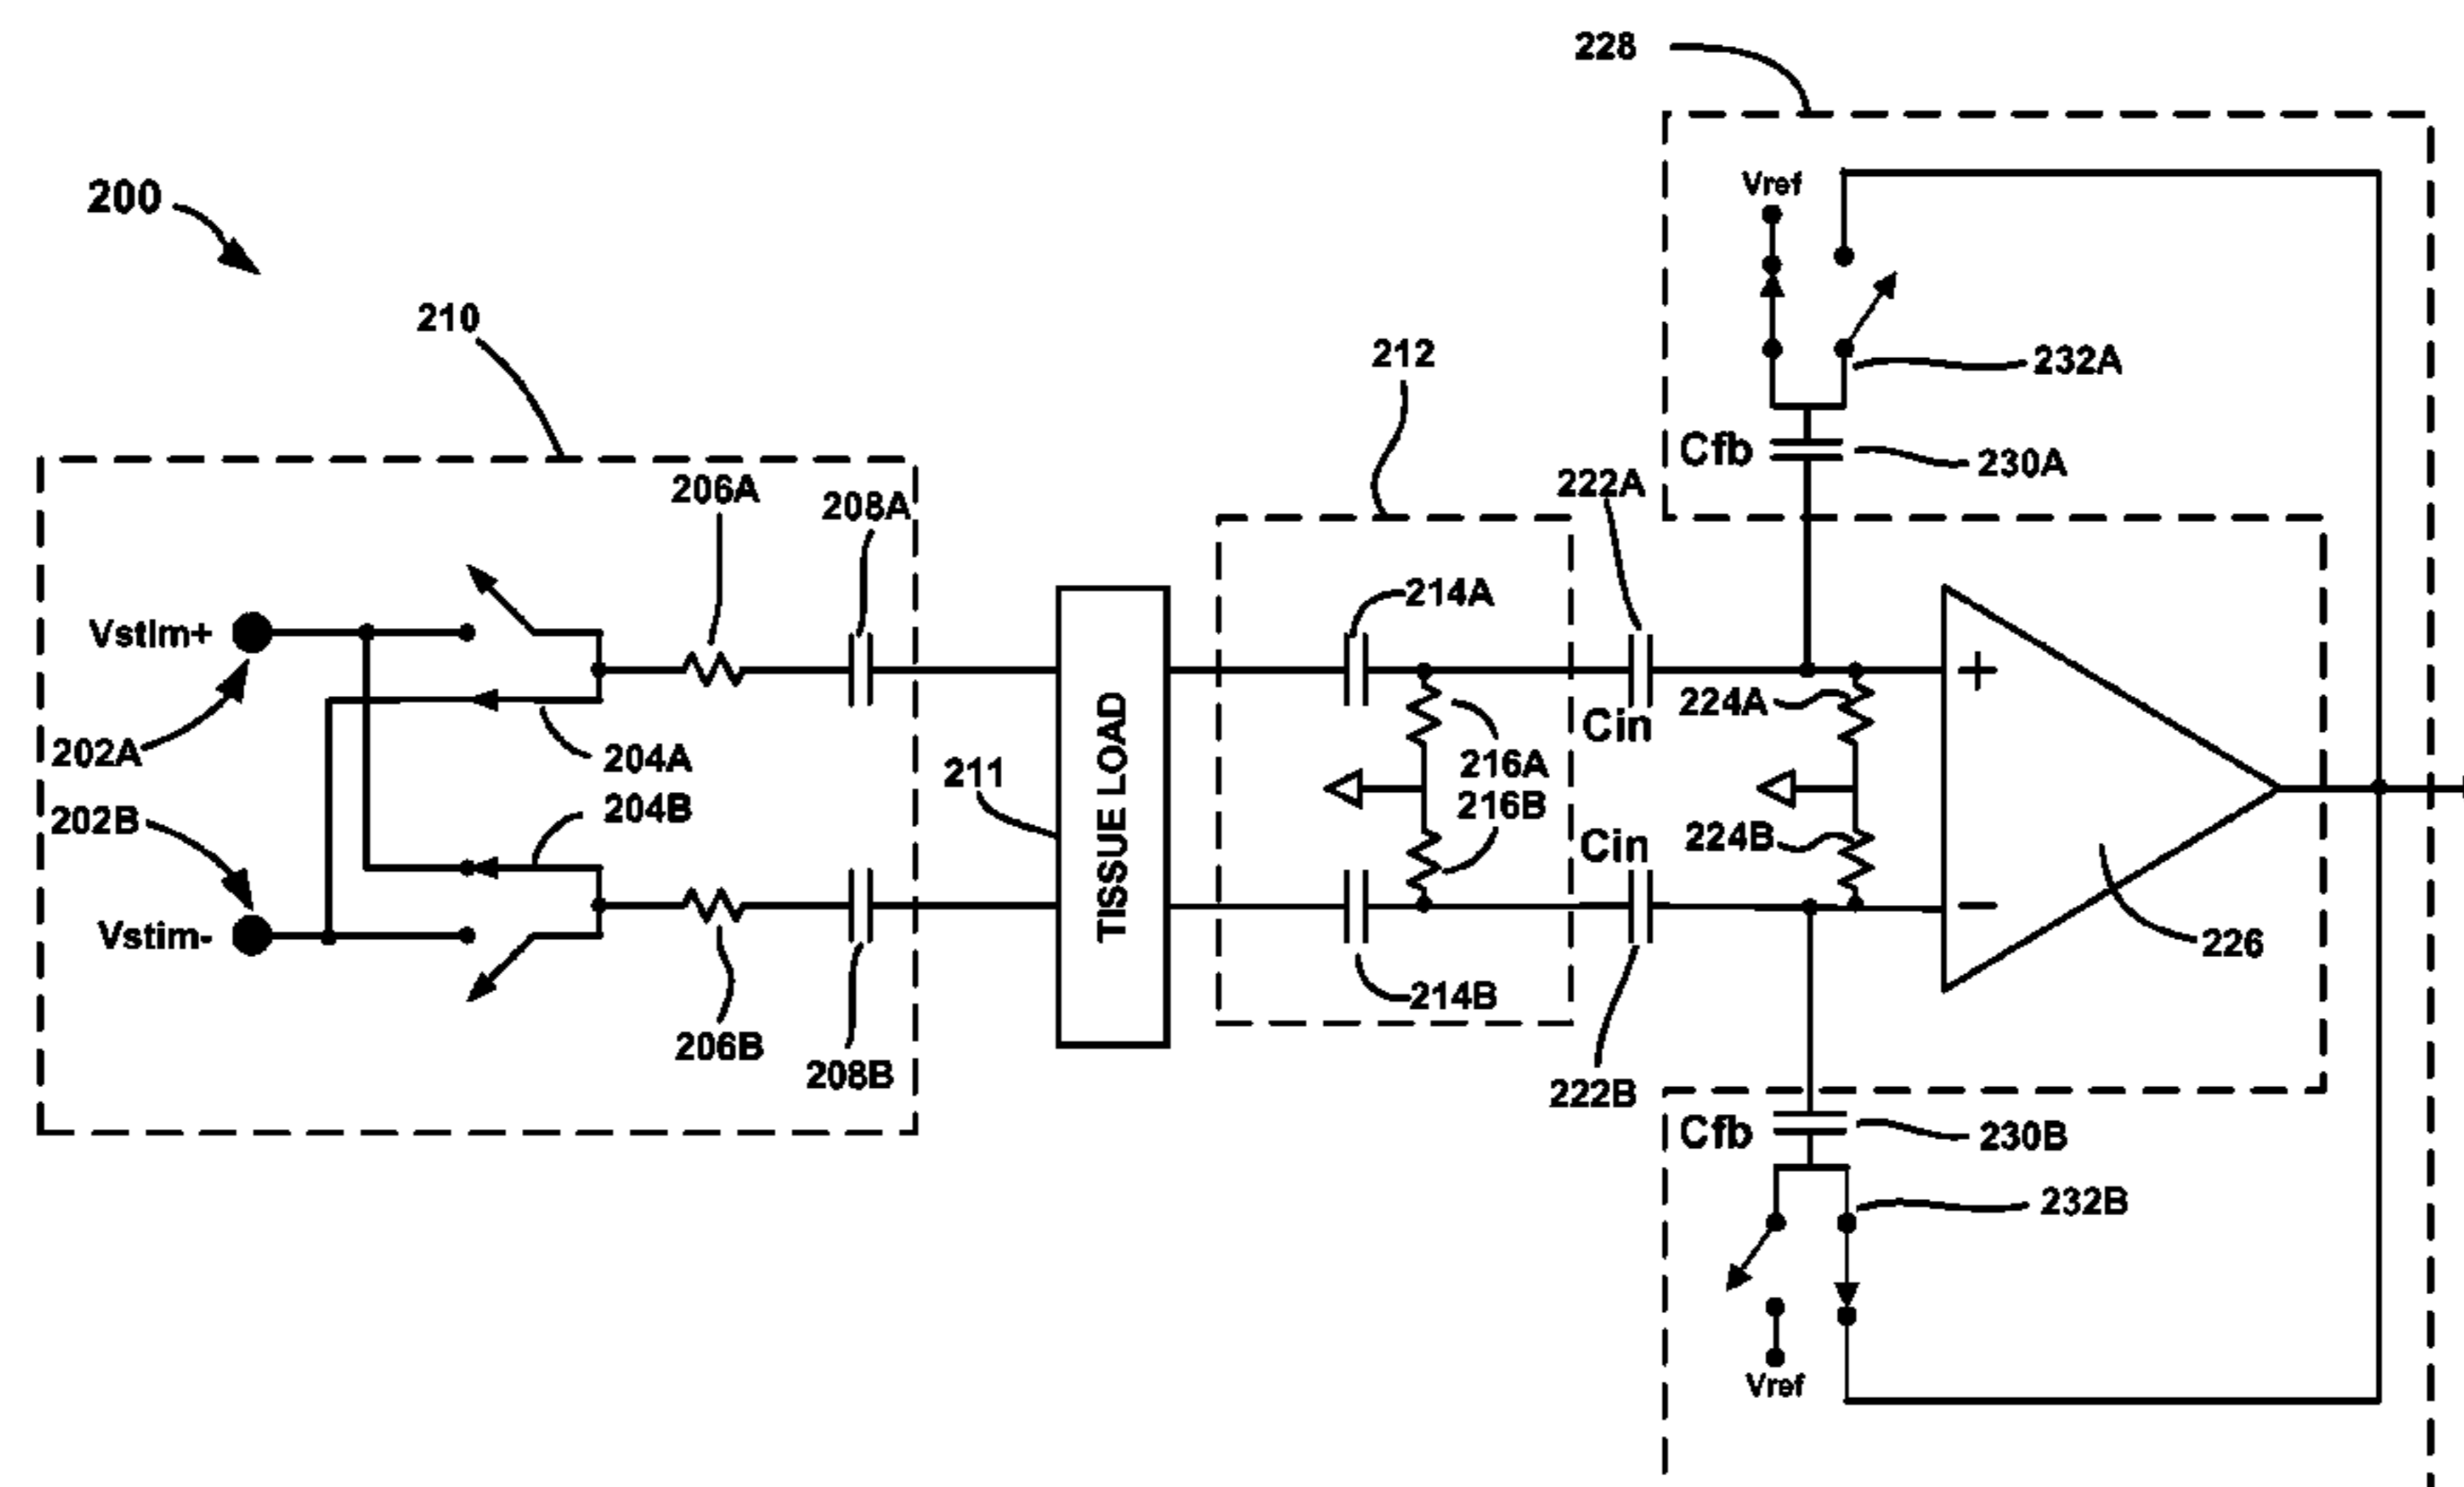 228
Vref
200
210
212
232A
206A
208A
222A
Cfb
230A
214A
Vstim+
202A
204A
211
TISSUE LOAD
216A
Cin
224A
+
202B
204B
216B
Cin
224B
Vstim-
−
226
206B
208B
214B
222B
Cfb
230B
232B
Vref